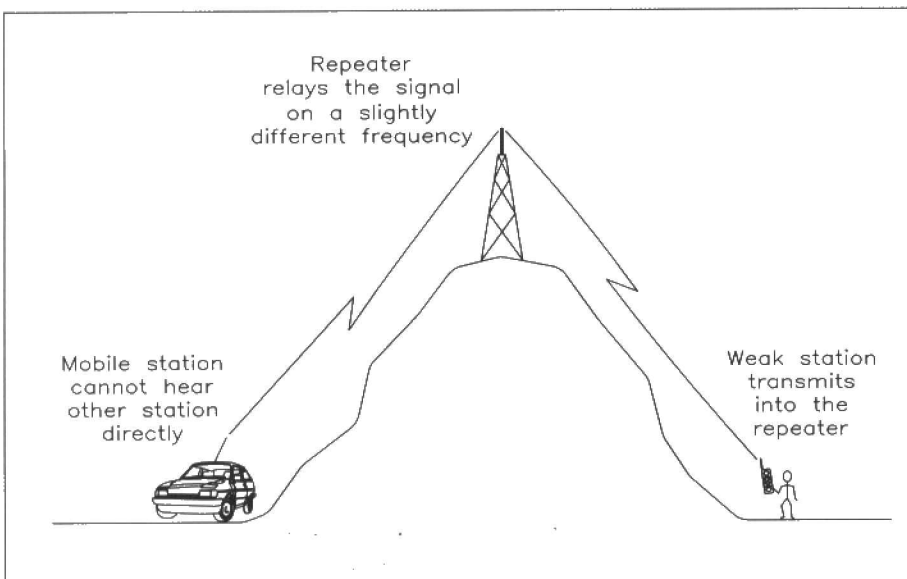 Repeater
relays the signal
on a slightly
different frequency
Mobile station
cannot hear
other station
directly
Weak station
transmits
into the
repeater